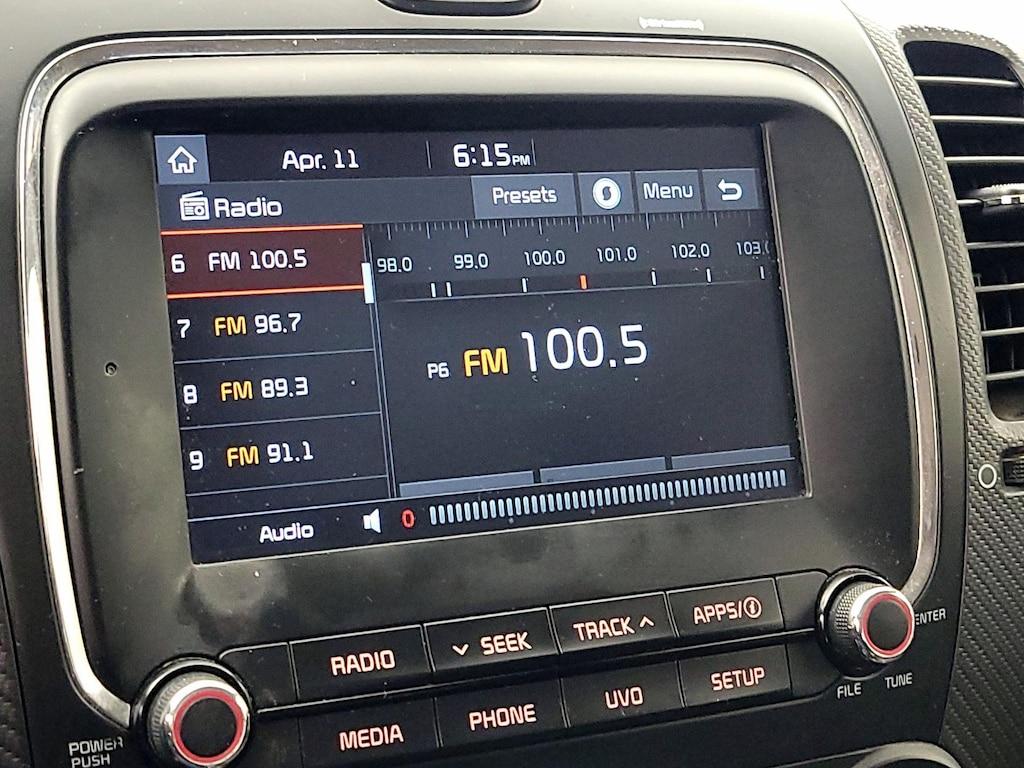 Apr. 11 6:15 PM
Radio Presets Menu
6 FM 100.5
98.0 99.0 100.0 101.0 102.0 103.0
7 FM 96.7
P6 FM 100.5
8 FM 89.3
9 FM 91.1
Audio 0
RADIO SEEK TRACK APPS/
MEDIA PHONE UVO SETUP
POWER
PUSH
ENTER
FILE TUNE